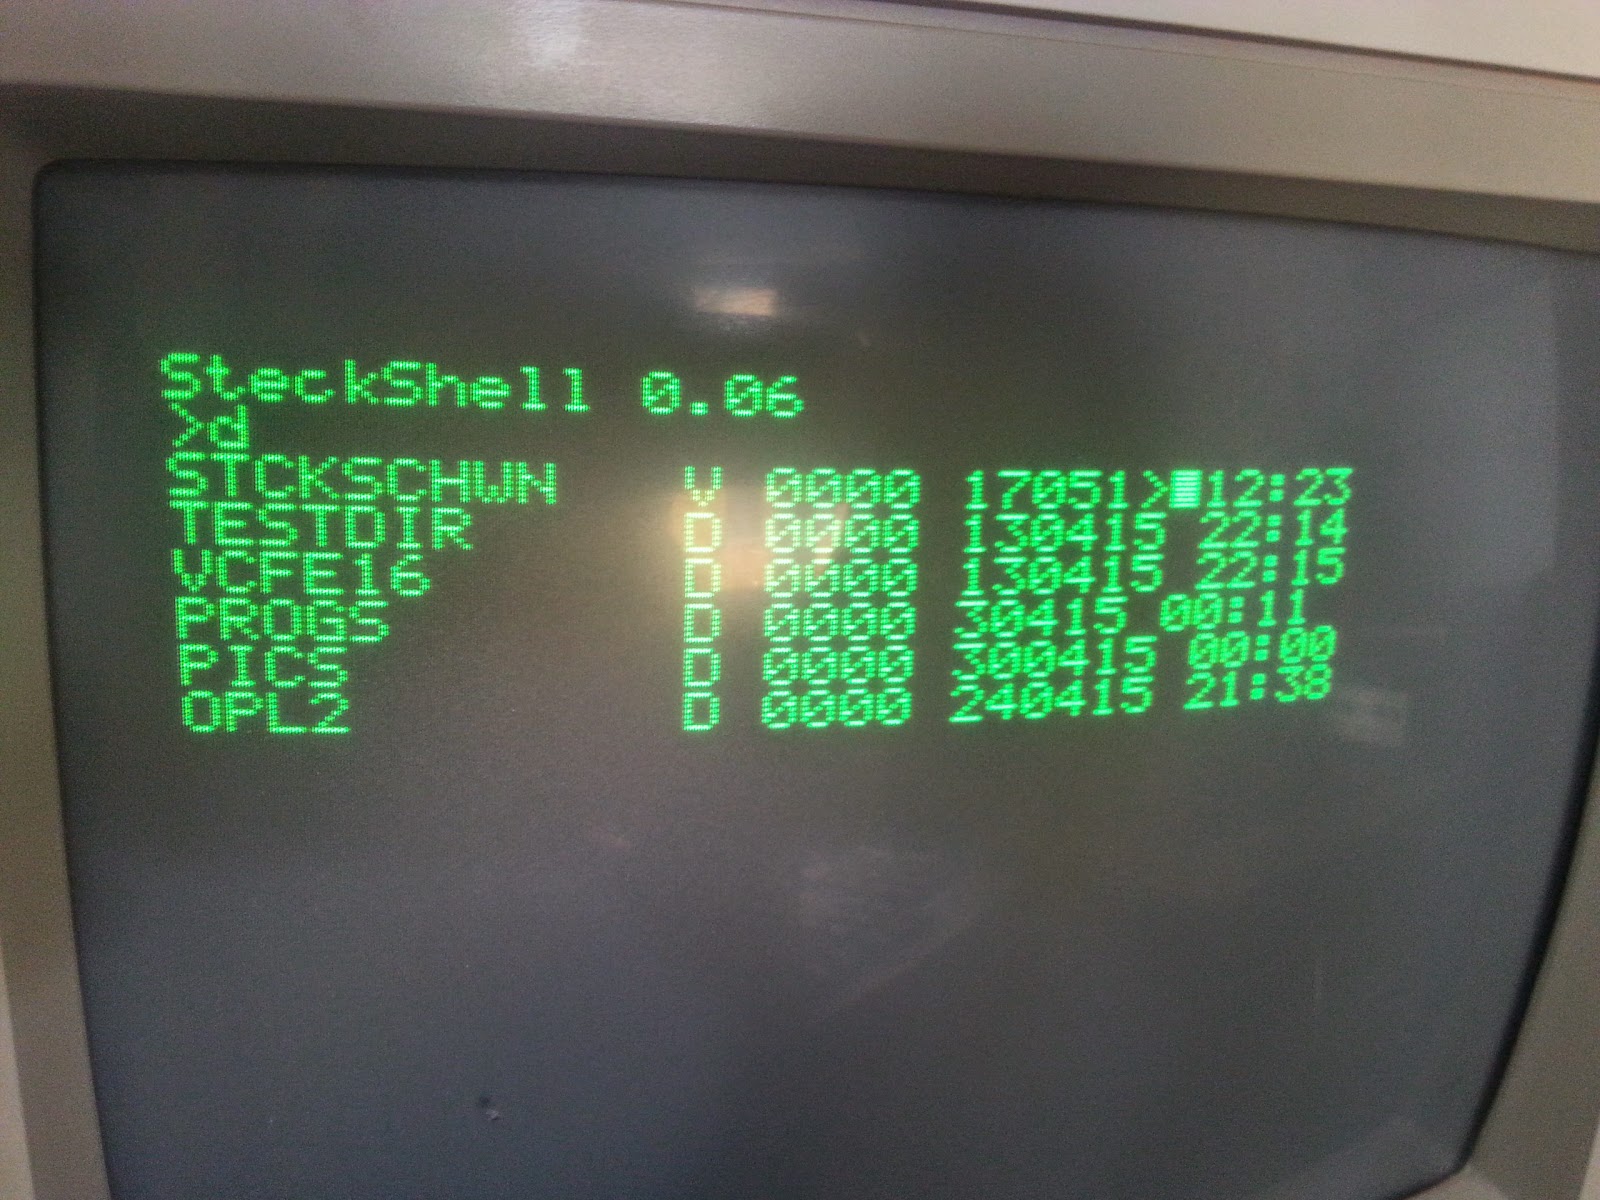 SteckShell 0.06
>d
STCKSCHWN V 0000 17051>■12:23
TESTDIR D 0000 130415 22:14
VCFE16 D 0000 130415 22:15
PROGS D 0000 30415 00:11
PICS D 0000 300415 00:00
OPL2 D 0000 240415 21:38